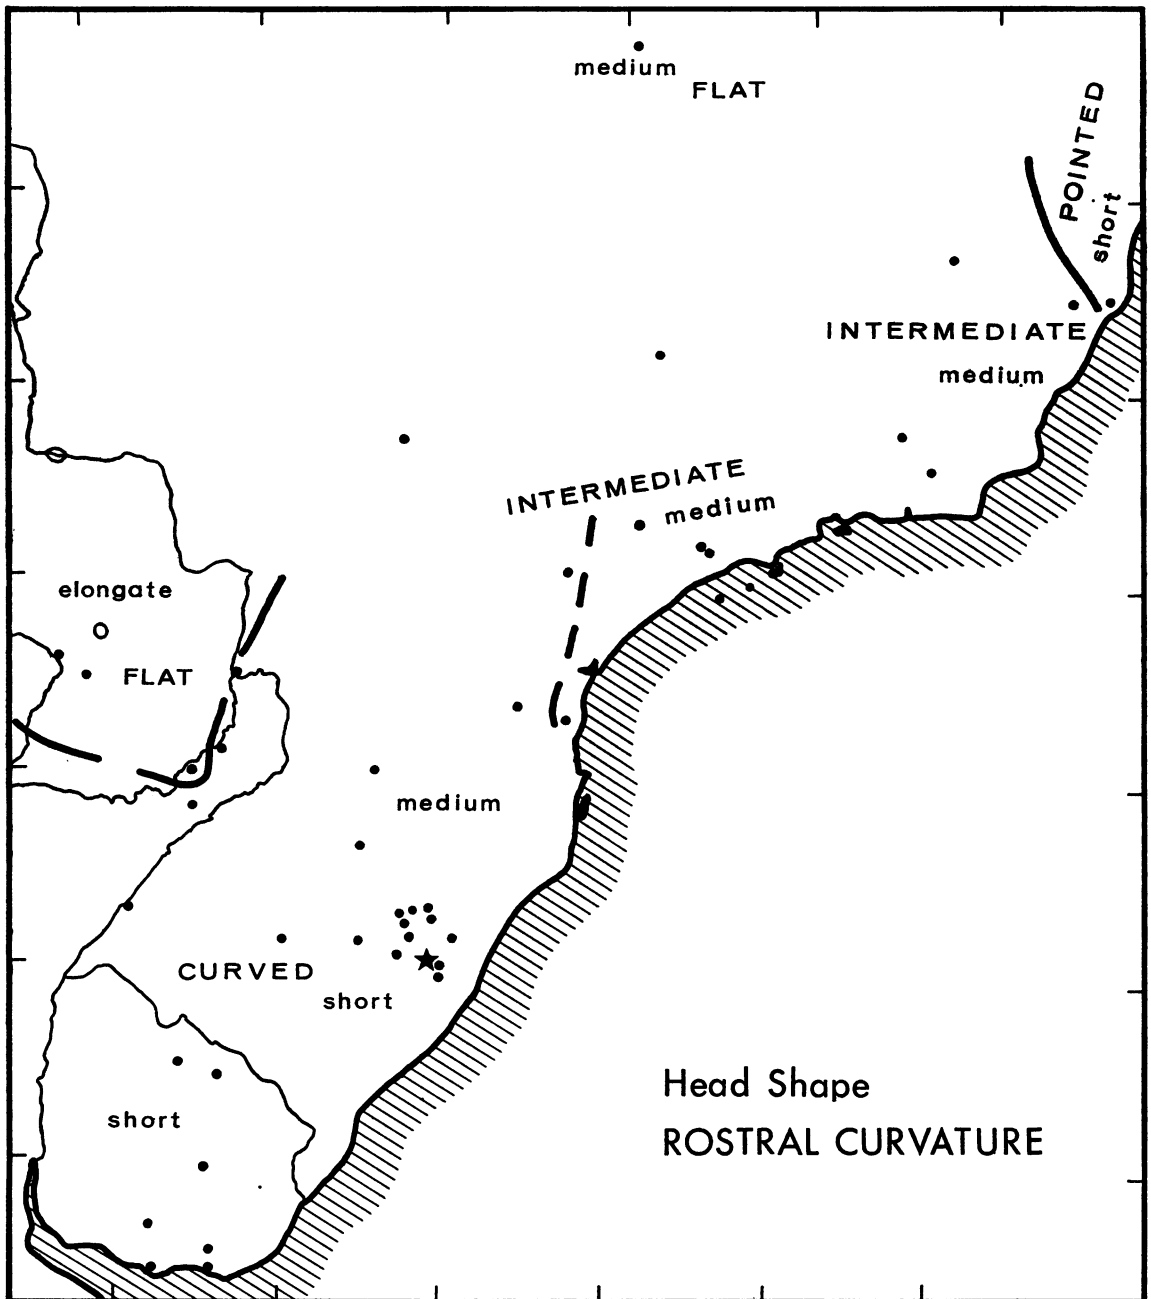 medium
FLAT
POINTED
short
INTERMEDIATE
medium
INTERMEDIATE
medium
elongate
FLAT
medium
CURVED
short
short
Head Shape
ROSTRAL CURVATURE